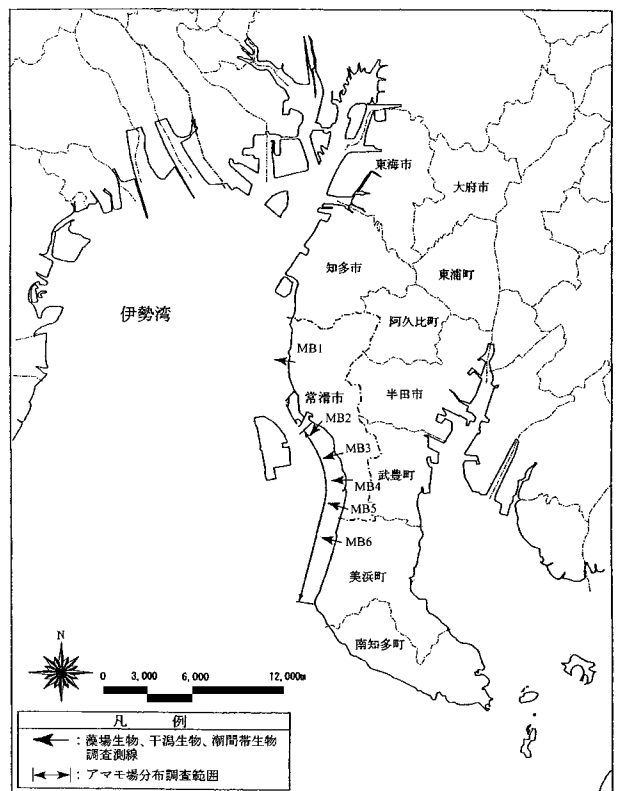 東海市
大府市
知多市
東浦町
伊勢湾
阿久比町
MB1
半田市
常滑市
MB2
MB3
武豊町
MB4
MB5
MB6
美浜町
南知多町
N
0 3,000 6,000 12,000m
凡 例
:藻場生物、干潟生物、潮間帯生物
調査測線
:アマモ場分布調査範囲